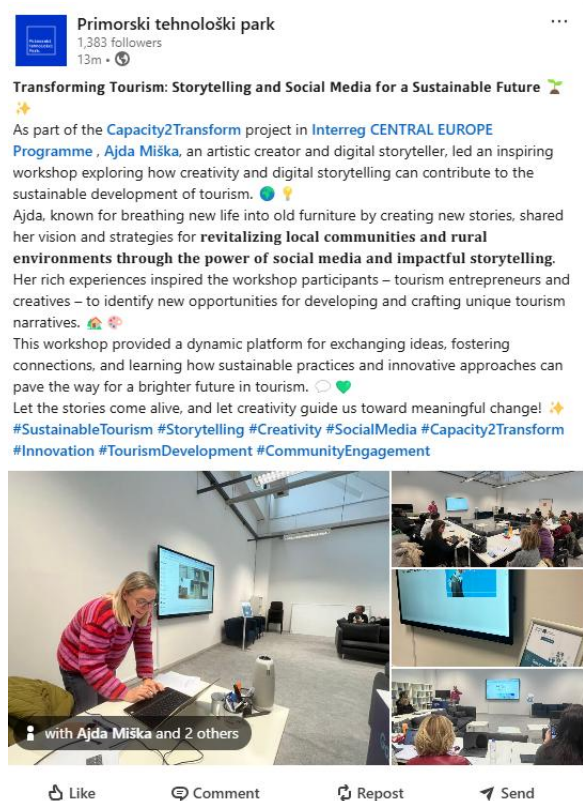 Primorski tehnološki park
1,383 followers
13m •
Transforming Tourism: Storytelling and Social Media for a Sustainable Future 🌱
✨
As part of the Capacity2Transform project in Interreg CENTRAL EUROPE
Programme , Ajda Miška, an artistic creator and digital storyteller, led an inspiring
workshop exploring how creativity and digital storytelling can contribute to the
sustainable development of tourism. 🌍 💡
Ajda, known for breathing new life into old furniture by creating new stories, shared
her vision and strategies for revitalizing local communities and rural
environments through the power of social media and impactful storytelling.
Her rich experiences inspired the workshop participants – tourism entrepreneurs and
creatives – to identify new opportunities for developing and crafting unique tourism
narratives. 🏡 🎨
This workshop provided a dynamic platform for exchanging ideas, fostering
connections, and learning how sustainable practices and innovative approaches can
pave the way for a brighter future in tourism. 💬 💚
Let the stories come alive, and let creativity guide us toward meaningful change! ✨
#SustainableTourism #Storytelling #Creativity #SocialMedia #Capacity2Transform
#Innovation #TourismDevelopment #CommunityEngagement
with Ajda Miška and 2 others
Like Comment Repost Send